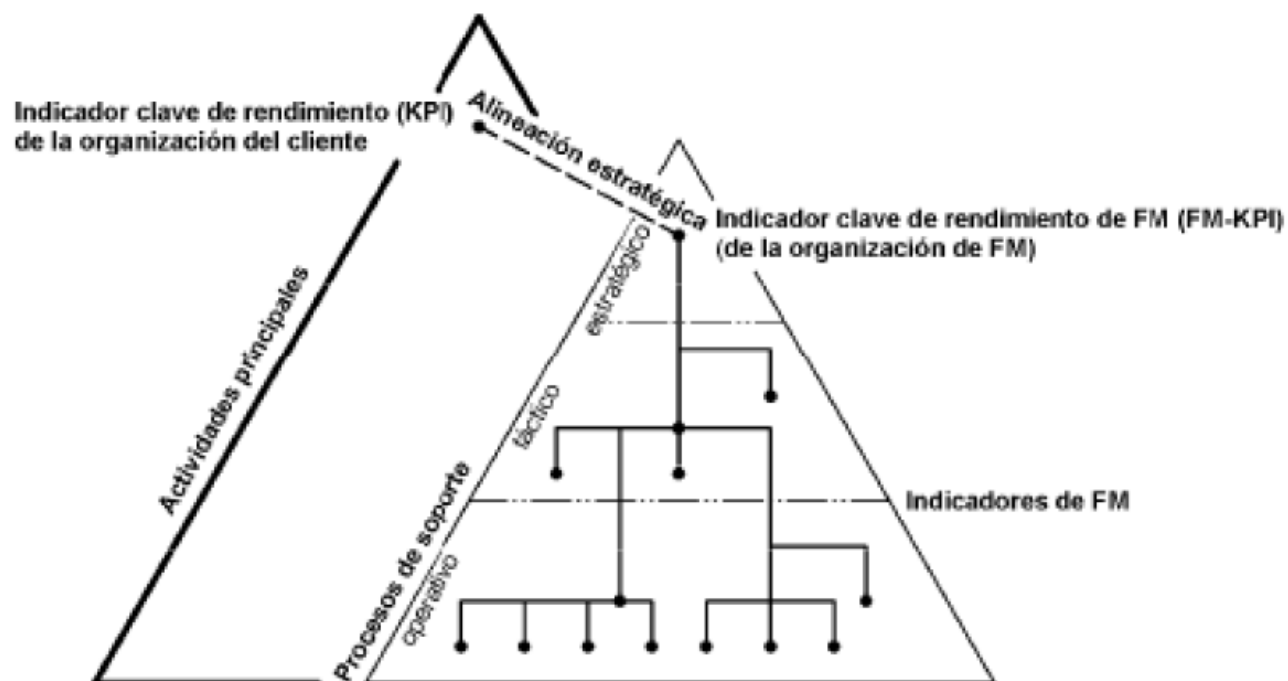 Indicador clave de rendimiento (KPI)
de la organización del cliente
Alineación estratégica
Indicador clave de rendimiento de FM (FM-KPI)
(de la organización de FM)
estratégico
Actividades principales
táctico
Indicadores de FM
Procesos de soporte
operativo